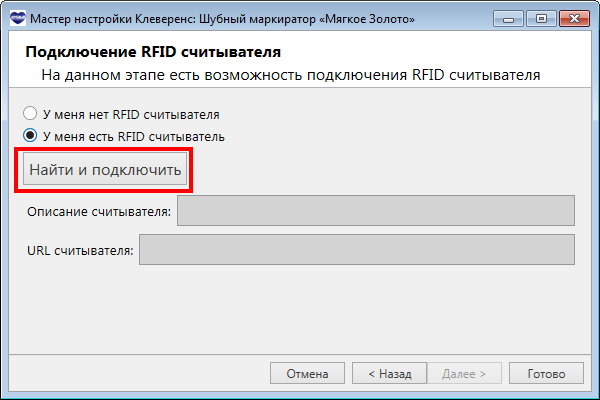 Мастер настройки Клеверенс: Шубный маркиратор «Мягкое Золото»
Подключение RFID считывателя
На данном этапе есть возможность подключения RFID считывателя
У меня нет RFID считывателя
У меня есть RFID считыватель
Найти и подключить
Описание считывателя:
URL считывателя:
Отмена < Назад Далее > Готово